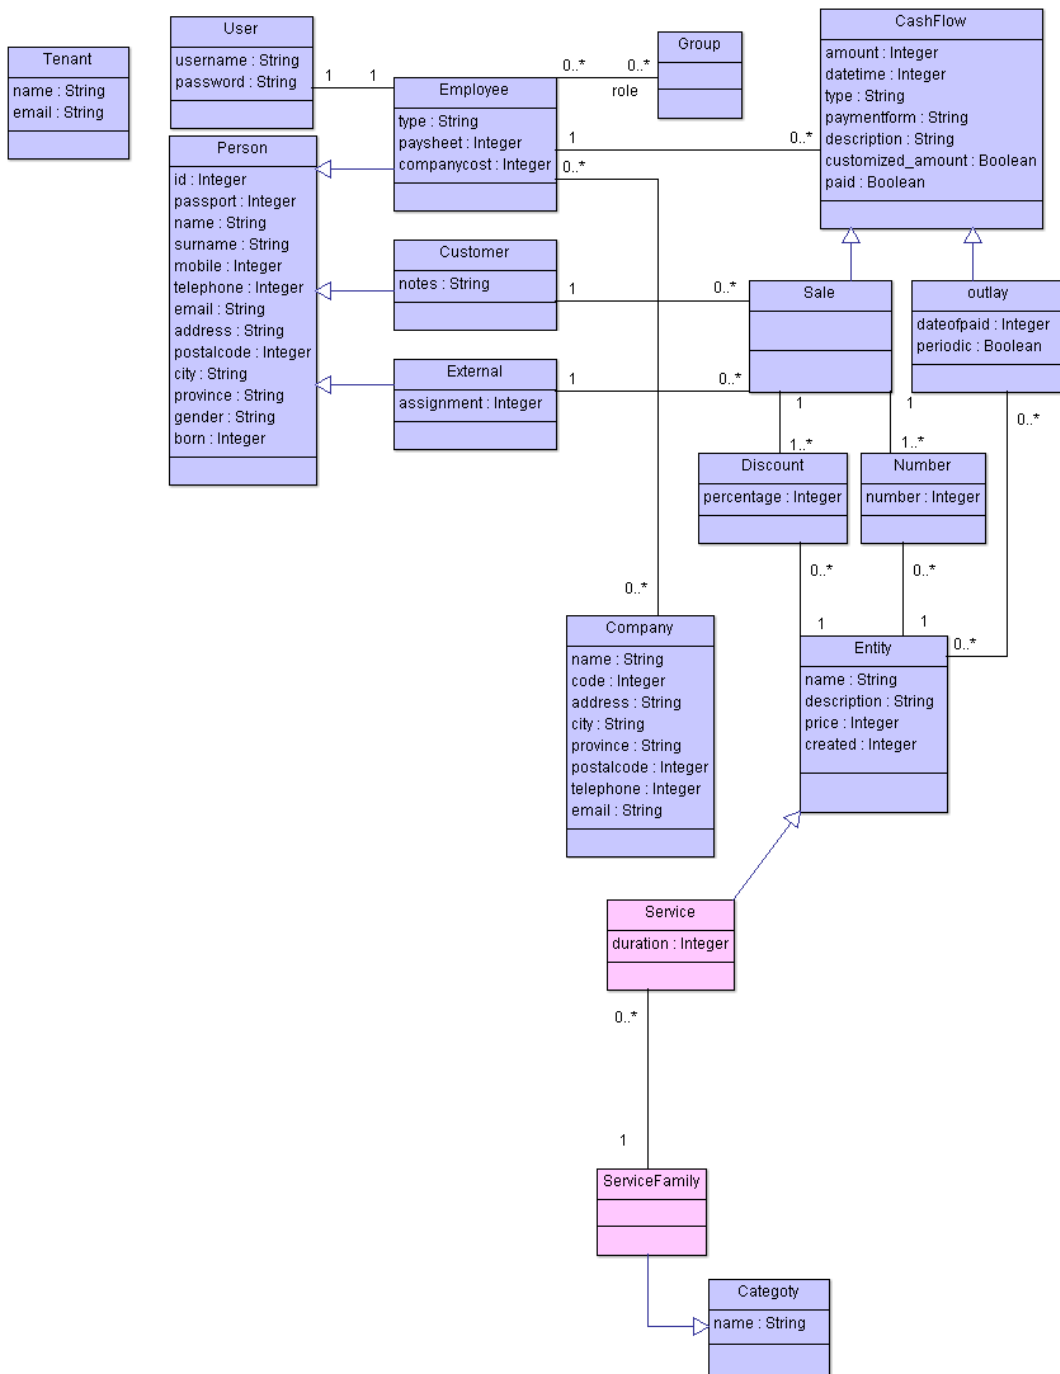 Tenant
name : String
email : String
User
username : String
password : String
1
1
Employee
type : String
paysheet : Integer
companycost : Integer
0..*
0..*
role
Group
1
0..*
0..*
CashFlow
amount : Integer
datetime : Integer
type : String
paymentform : String
description : String
customized_amount : Boolean
paid : Boolean
Person
id : Integer
passport : Integer
name : String
surname : String
mobile : Integer
telephone : Integer
email : String
address : String
postalcode : Integer
city : String
province : String
gender : String
born : Integer
Customer
notes : String
1
0..*
External
assignment : Integer
1
0..*
Sale
outlay
dateofpaid : Integer
periodic : Boolean
1
1
0..*
1..*
1..*
Discount
percentage : Integer
Number
number : Integer
0..*
0..*
0..*
1
1
0..*
Company
name : String
code : Integer
address : String
city : String
province : String
postalcode : Integer
telephone : Integer
email : String
Entity
name : String
description : String
price : Integer
created : Integer
Service
duration : Integer
0..*
1
ServiceFamily
Categoty
name : String